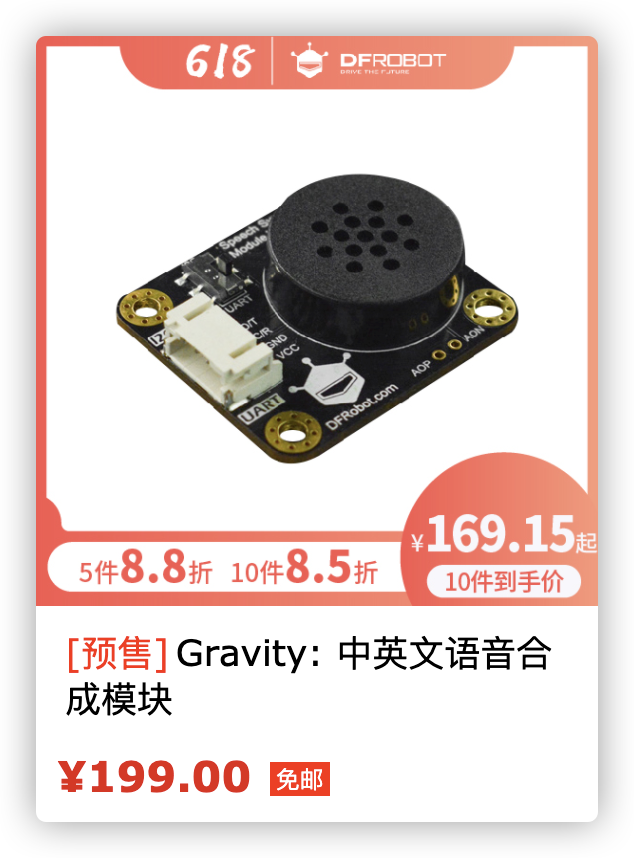 618 DFROBOT
DRIVE THE FUTURE
Speech
Module
UART
D/T
C/R
GND
VCC
UART
DFRobot.com
AOP
AON
¥169.15起
5件8.8折 10件8.5折
10件到手价
[预售] Gravity: 中英文语音合
成模块
¥199.00 免邮